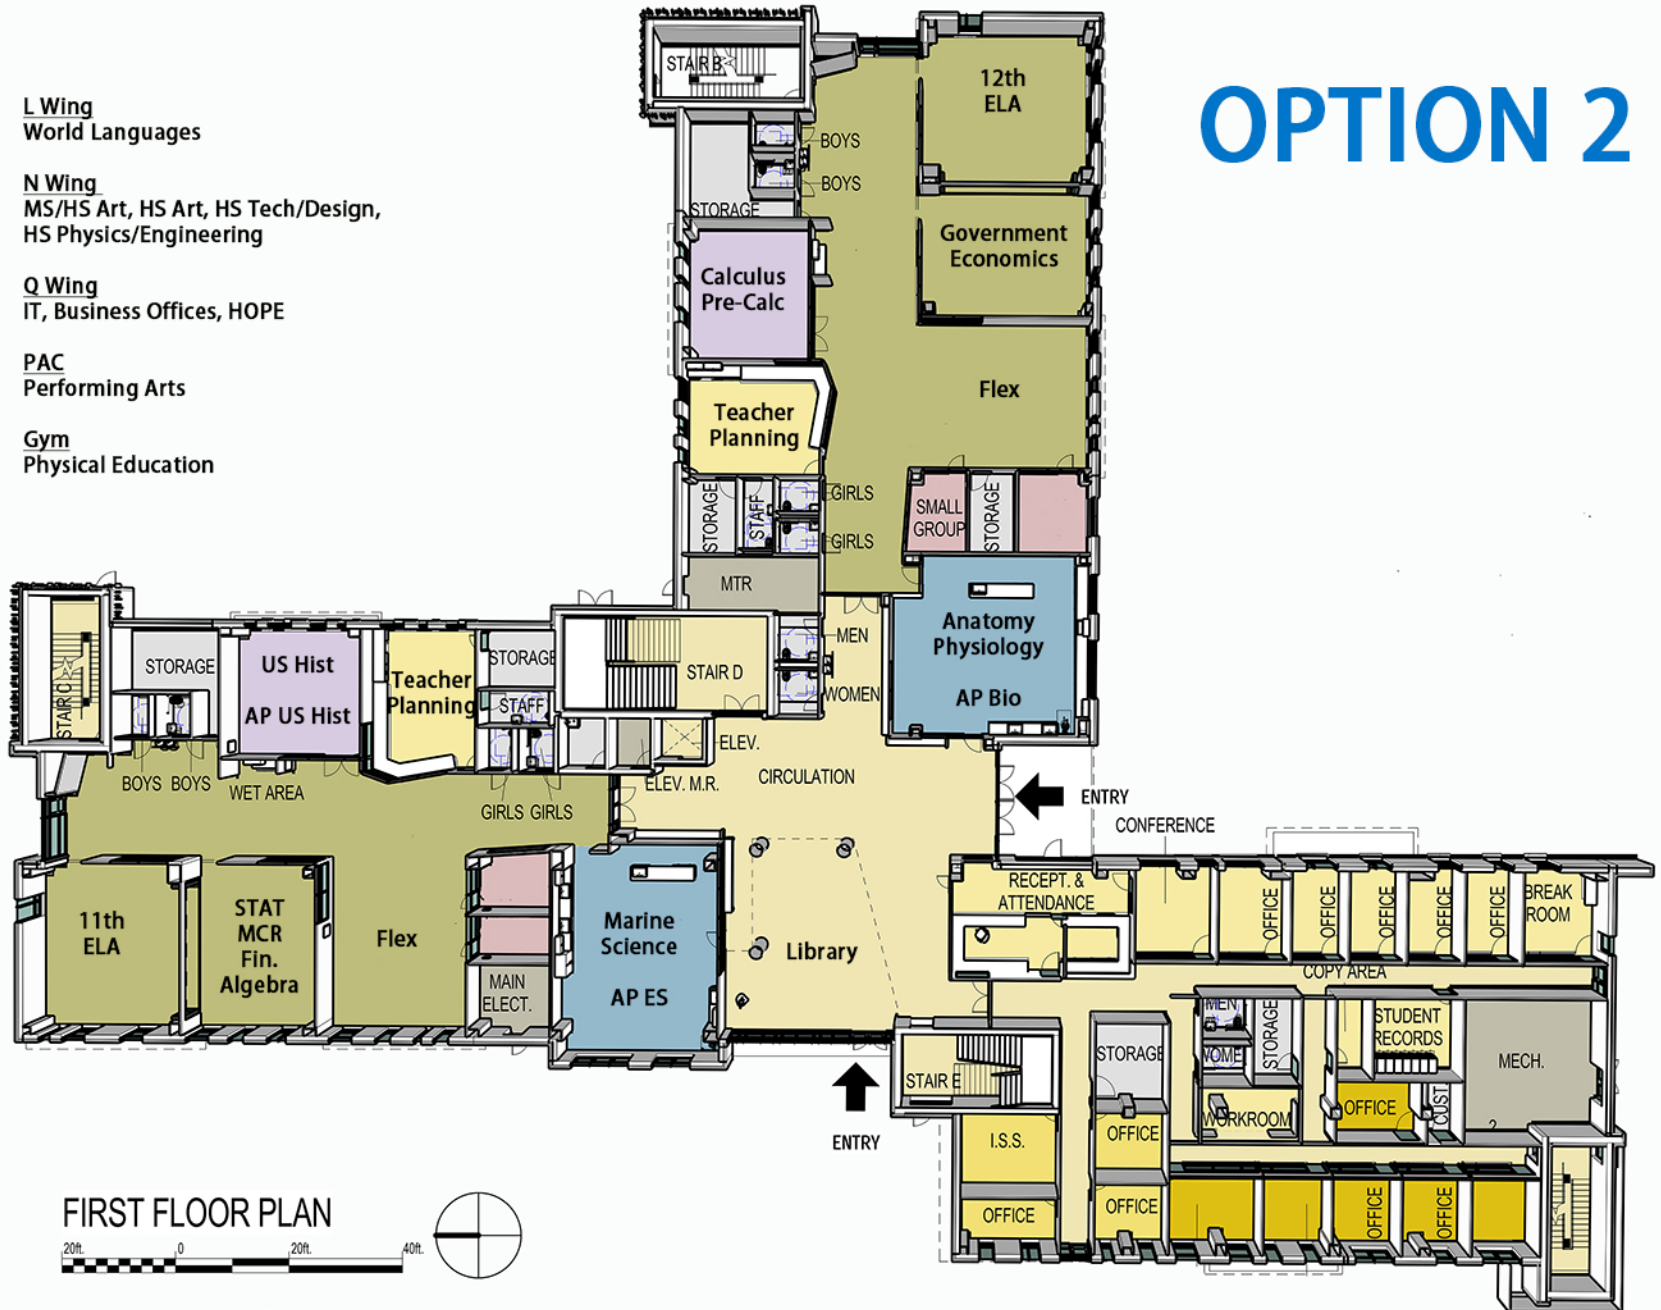 OPTION 2
L Wing
World Languages
N Wing
MS/HS Art, HS Art, HS Tech/Design,
HS Physics/Engineering
Q Wing
IT, Business Offices, HOPE
PAC
Performing Arts
Gym
Physical Education
STAIR B
12th
ELA
BOYS
BOYS
STORAGE
Government
Economics
Calculus
Pre-Calc
Flex
Teacher
Planning
STORAGE
STAFF
GIRLS
GIRLS
SMALL
GROUP
STORAGE
MTR
MEN
WOMEN
Anatomy
Physiology
AP Bio
STAIR C
STORAGE
US Hist
AP US Hist
Teacher
Planning
STORAGE
STAFF
STAIR D
ELEV.
ELEV. M.R.
CIRCULATION
ENTRY
BOYS BOYS
WET AREA
GIRLS GIRLS
CONFERENCE
11th
ELA
STAT
MCR
Fin.
Algebra
Flex
MAIN
ELECT.
Marine
Science
AP ES
Library
RECEPT. &
ATTENDANCE
OFFICE
OFFICE
OFFICE
OFFICE
OFFICE
BREAK
ROOM
COPY AREA
MEN
WOME
STORAGE
STUDENT
RECORDS
MECH.
STORAGE
STAIR E
WORKROOM
OFFICE
CUST
2
ENTRY
I.S.S.
OFFICE
OFFICE
OFFICE
OFFICE
OFFICE
FIRST FLOOR PLAN
20ft. 0 20ft. 40ft.